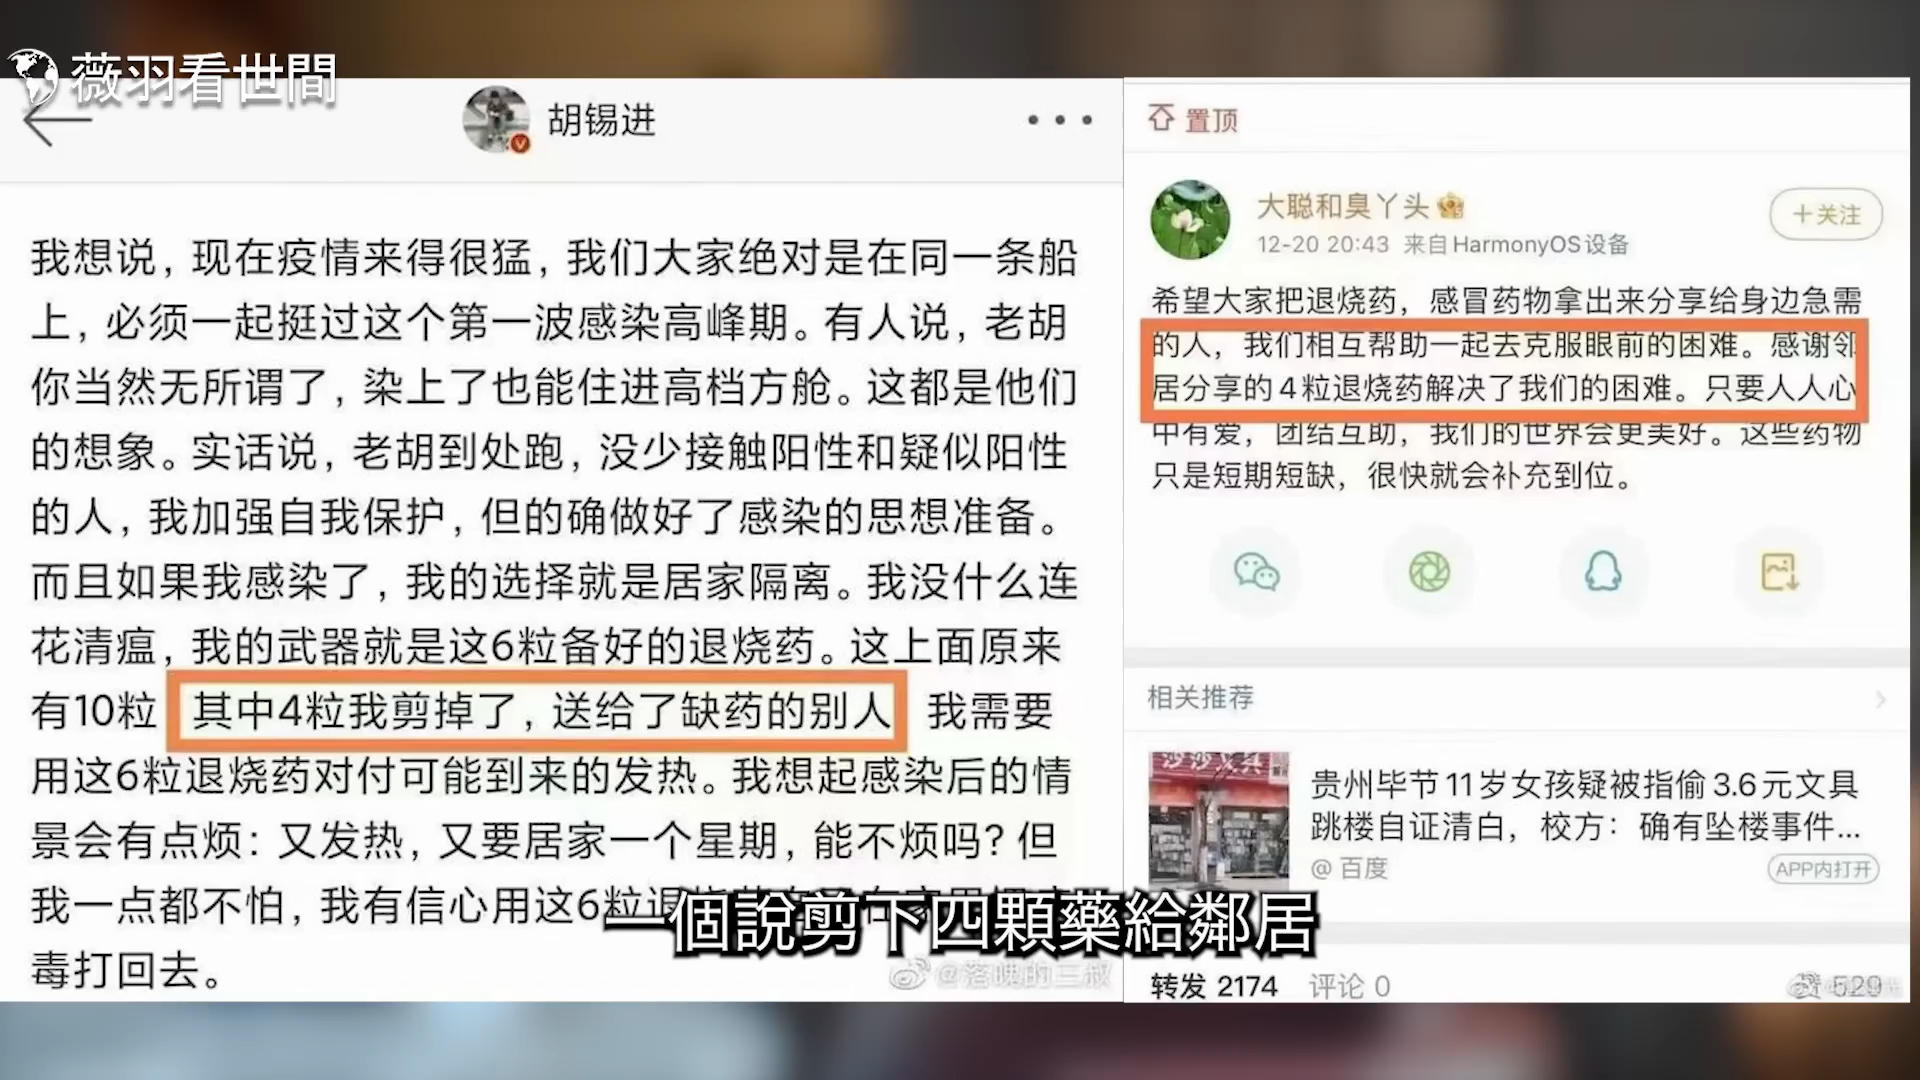 薇羽看世間
胡锡进
我想说，现在疫情来得很猛，我们大家绝对是在同一条船
上，必须一起挺过这个第一波感染高峰期。有人说，老胡
你当然无所谓了，染上了也能住进高档方舱。这都是他们
的想象。实话说，老胡到处跑，没少接触阳性和疑似阳性
的人，我加强自我保护，但的确做好了感染的思想准备。
而且如果我感染了，我的选择就是居家隔离。我没什么连
花清瘟，我的武器就是这6粒备好的退烧药。这上面原来
有10粒 其中4粒我剪掉了，送给了缺药的别人 我需要
用这6粒退烧药对付可能到来的发热。我想起感染后的情
景会有点烦：又发热，又要居家一个星期，能不烦吗？但
我一点都不怕，我有信心用这6粒退
毒打回去。
@落魄的三叔
置顶
大聪和臭丫头
12-20 20:43 来自HarmonyOS设备
+关注
希望大家把退烧药，感冒药物拿出来分享给身边急需
的人，我们相互帮助一起去克服眼前的困难。感谢邻
居分享的4粒退烧药解决了我们的困难。只要人人心
中有爱，团结互助，我们的世界会更美好。这些药物
只是短期短缺，很快就会补充到位。
相关推荐
贵州毕节11岁女孩疑被指偷3.6元文具
跳楼自证清白，校方：确有坠楼事件...
@百度
APP内打开
转发 2174 评论 0
529
一個說剪下四顆藥給鄰居